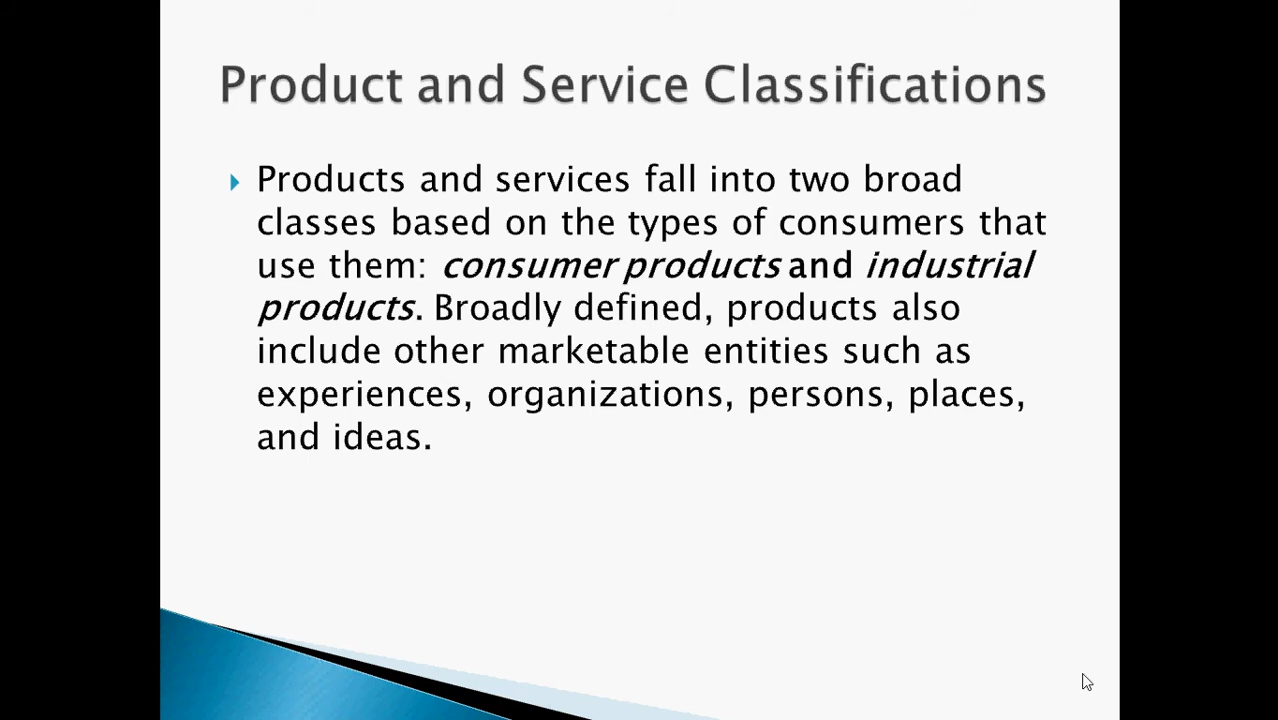 Product and Service Classifications
Products and services fall into two broad
classes based on the types of consumers that
use them: consumer products and industrial
products. Broadly defined, products also
include other marketable entities such as
experiences, organizations, persons, places,
and ideas.